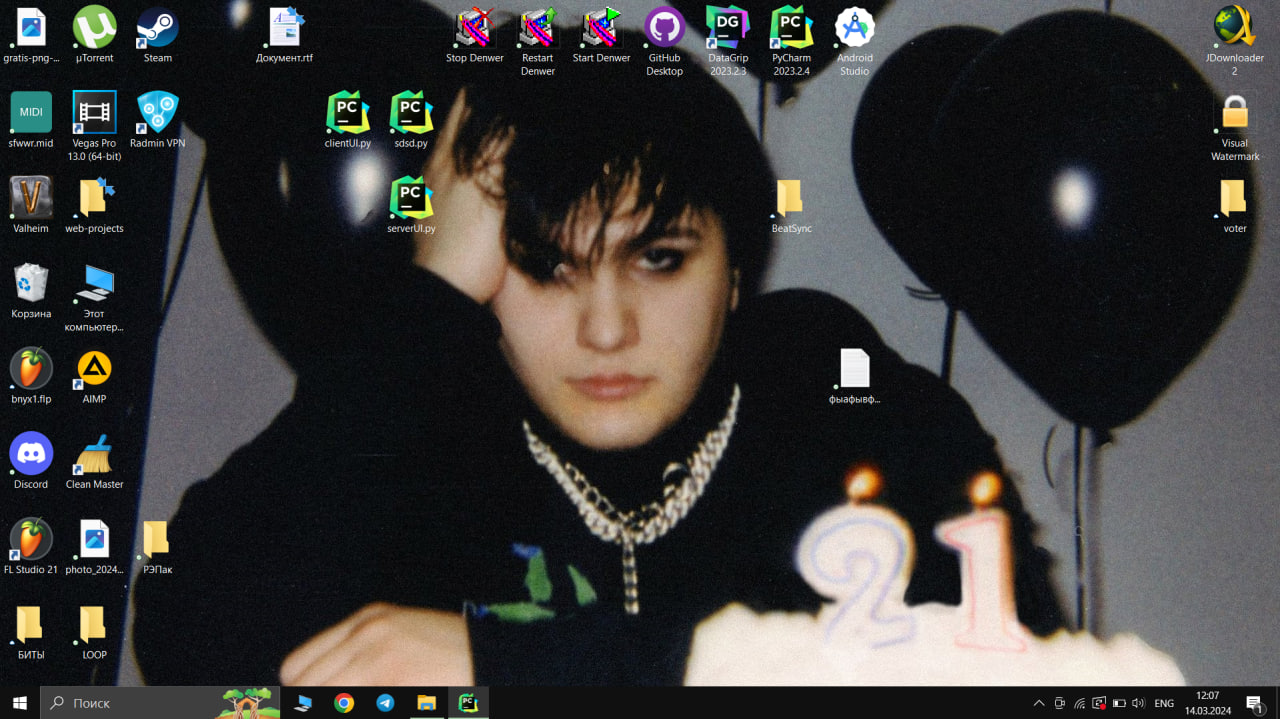 gratis-png-...
µTorrent
Steam
Документ.rtf
Stop Denwer
Restart
Denwer
Start Denwer
GitHub
Desktop
DG
DataGrip
2023.2.3
PC
PyCharm
2023.2.4
Android
Studio
JDownloader
2
MIDI
sfwwr.mid
Vegas Pro
13.0 (64-bit)
Radmin VPN
PC
clientUI.py
PC
sdsd.py
Visual
Watermark
Valheim
web-projects
PC
serverUI.py
BeatSync
voter
Корзина
Этот
компьютер...
bnyx1.flp
AIMP
фыафывф...
Discord
Clean Master
21
FL Studio 21
photo_2024...
РЭПак
БИТЫ
LOOP
Поиск
PC
ENG
12:07
14.03.2024
1